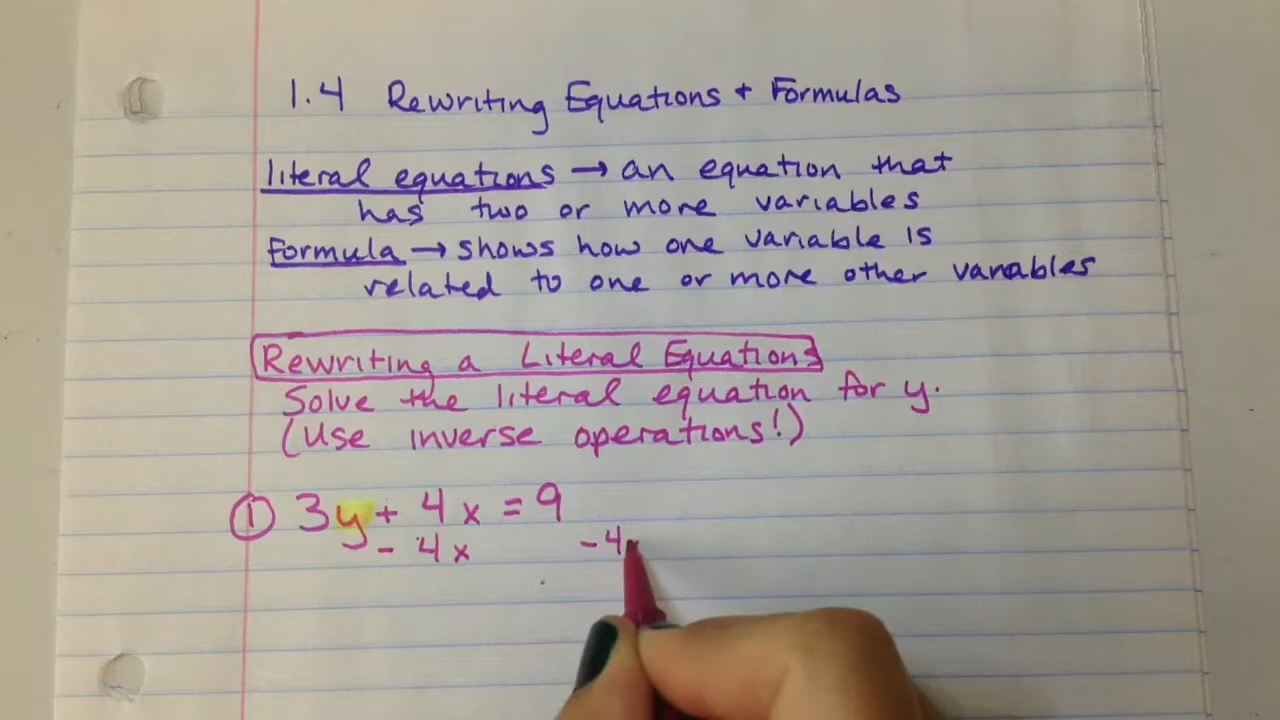 1.4 Rewriting Equations + Formulas
literal equations → an equation that
has two or more variables
Formula → shows how one variable is
related to one or more other variables
Rewriting a Literal Equations
Solve the literal equation for y.
(Use inverse operations!)
① 3y + 4x = 9
- 4x -4x